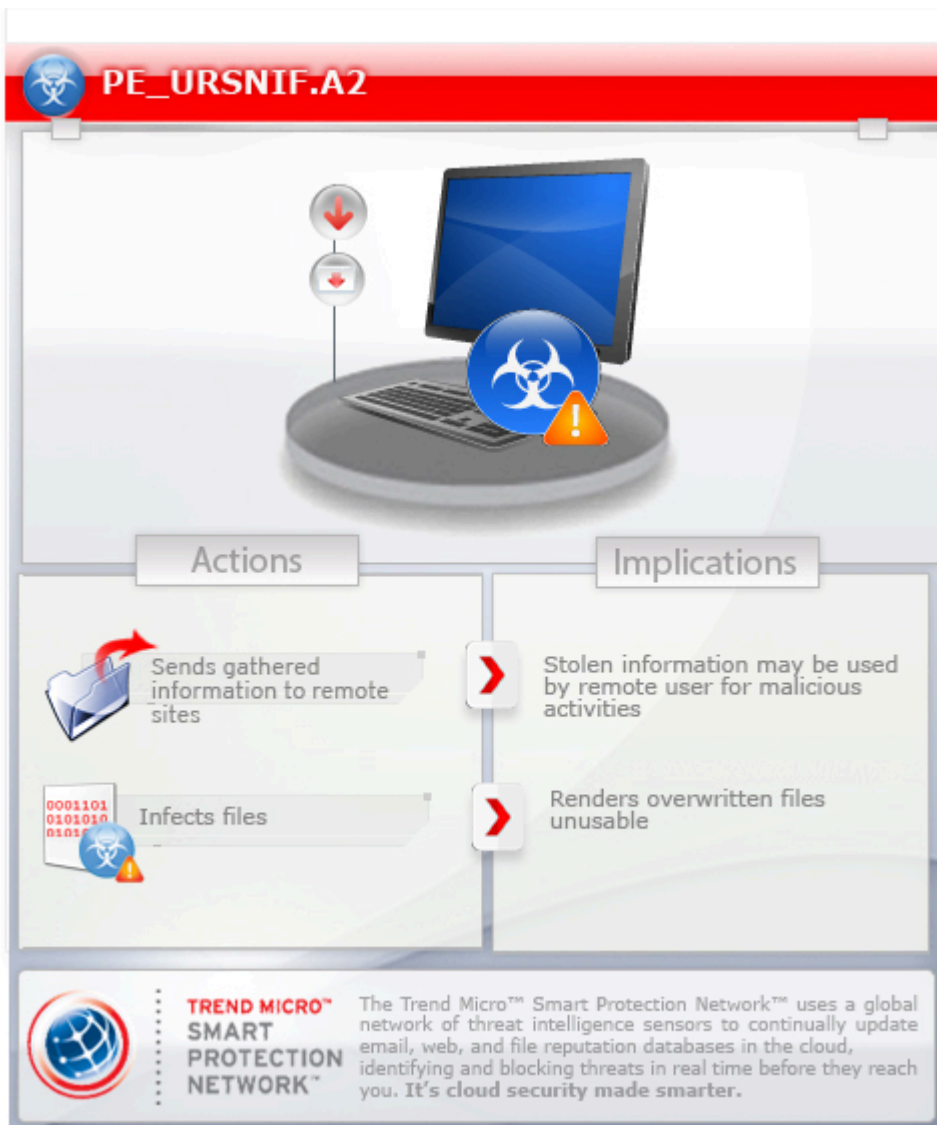 PE_URSNIF.A2
Actions
Implications
Sends gathered
information to remote
sites
Stolen information may be used
by remote user for malicious
activities
0001101
0101010
Infects files
Renders overwritten files
unusable
TREND MICRO™
SMART
PROTECTION
NETWORK™
The Trend Micro™ Smart Protection Network™ uses a global
network of threat intelligence sensors to continually update
email, web, and file reputation databases in the cloud,
identifying and blocking threats in real time before they reach
you. It's cloud security made smarter.